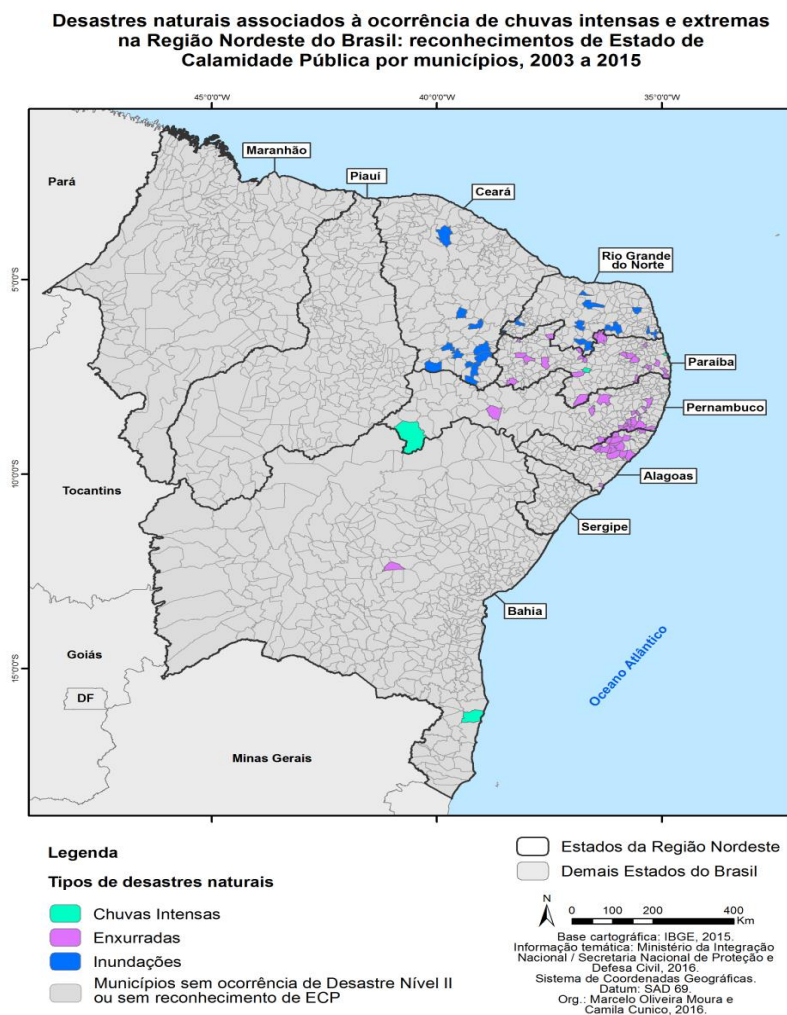 Desastres naturais associados à ocorrência de chuvas intensas e extremas
na Região Nordeste do Brasil: reconhecimentos de Estado de
Calamidade Pública por municípios, 2003 a 2015
45°0'0"W
40°0'0"W
35°0'0"W
Maranhão
Pará
Piauí
Ceará
Rio Grande
do Norte
5°0'0"S
Paraíba
Pernambuco
10°0'0"S
Tocantins
Alagoas
Sergipe
Bahia
Goiás
15°0'0"S
DF
Oceano Atlântico
Minas Gerais
Legenda
Tipos de desastres naturais
Chuvas Intensas
Enxurradas
Inundações
Municípios sem ocorrência de Desastre Nível II
ou sem reconhecimento de ECP
Estados da Região Nordeste
Demais Estados do Brasil
N
0 100 200 400
Km
Base cartográfica: IBGE, 2015.
Informação temática: Ministério da Integração
Nacional / Secretaria Nacional de Proteção e
Defesa Civil, 2016.
Sistema de Coordenadas Geográficas.
Datum: SAD 69.
Org.: Marcelo Oliveira Moura e
Camila Cunico, 2016.